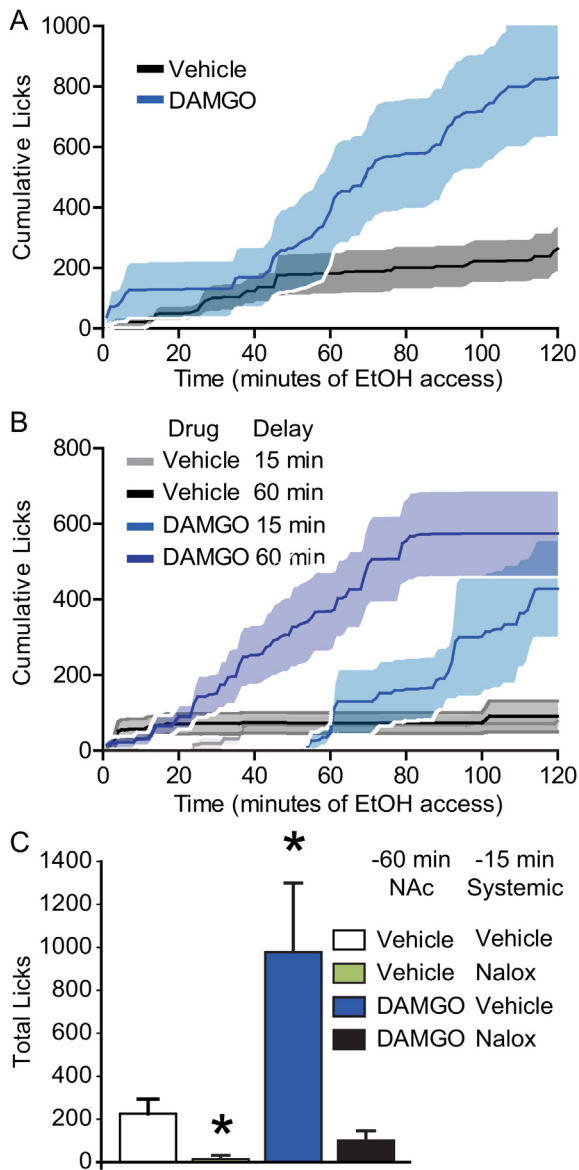 A
1000
800
600
400
200
0
Cumulative Licks
Vehicle
DAMGO
0 20 40 60 80 100 120
Time (minutes of EtOH access)
B
800
600
400
200
0
Cumulative Licks
Drug Delay
Vehicle 15 min
Vehicle 60 min
DAMGO 15 min
DAMGO 60 min
0 20 40 60 80 100 120
Time (minutes of EtOH access)
C
1400
1200
1000
800
600
400
200
0
Total Licks
*
*
-60 min -15 min
NAc Systemic
Vehicle Vehicle
Vehicle Nalox
DAMGO Vehicle
DAMGO Nalox